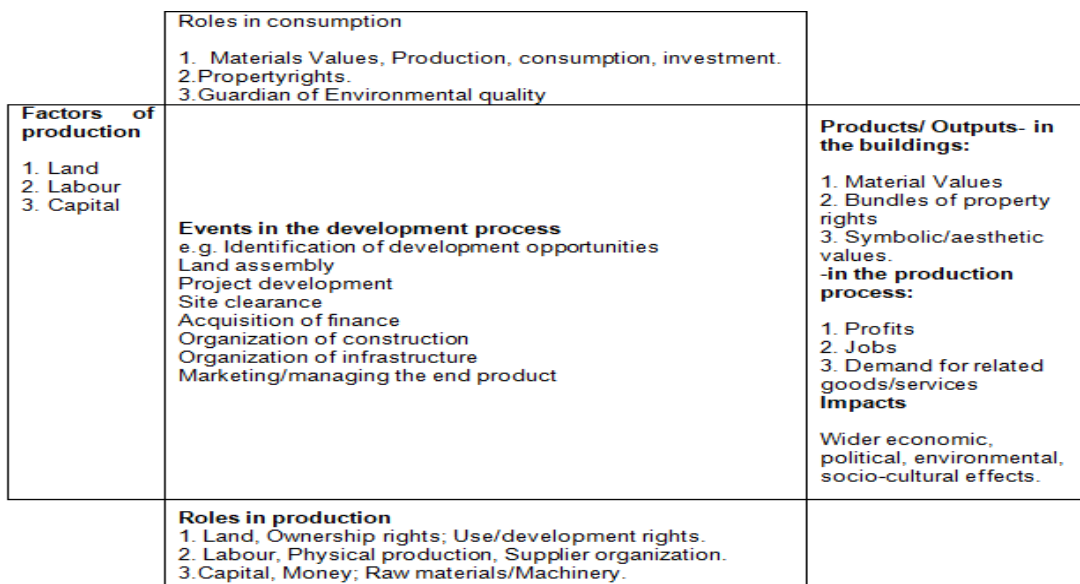 Roles in consumption
1. Materials Values, Production, consumption, investment.
2.Propertyrights.
3.Guardian of Environmental quality
Factors of
production
1. Land
2. Labour
3. Capital
Events in the development process
e.g. Identification of development opportunities
Land assembly
Project development
Site clearance
Acquisition of finance
Organization of construction
Organization of infrastructure
Marketing/managing the end product
Products/ Outputs- in
the buildings:
1. Material Values
2. Bundles of property
rights
3. Symbolic/aesthetic
values.
-in the production
process:
1. Profits
2. Jobs
3. Demand for related
goods/services
Impacts
Wider economic,
political, environmental,
socio-cultural effects.
Roles in production
1. Land, Ownership rights; Use/development rights.
2. Labour, Physical production, Supplier organization.
3.Capital, Money; Raw materials/Machinery.